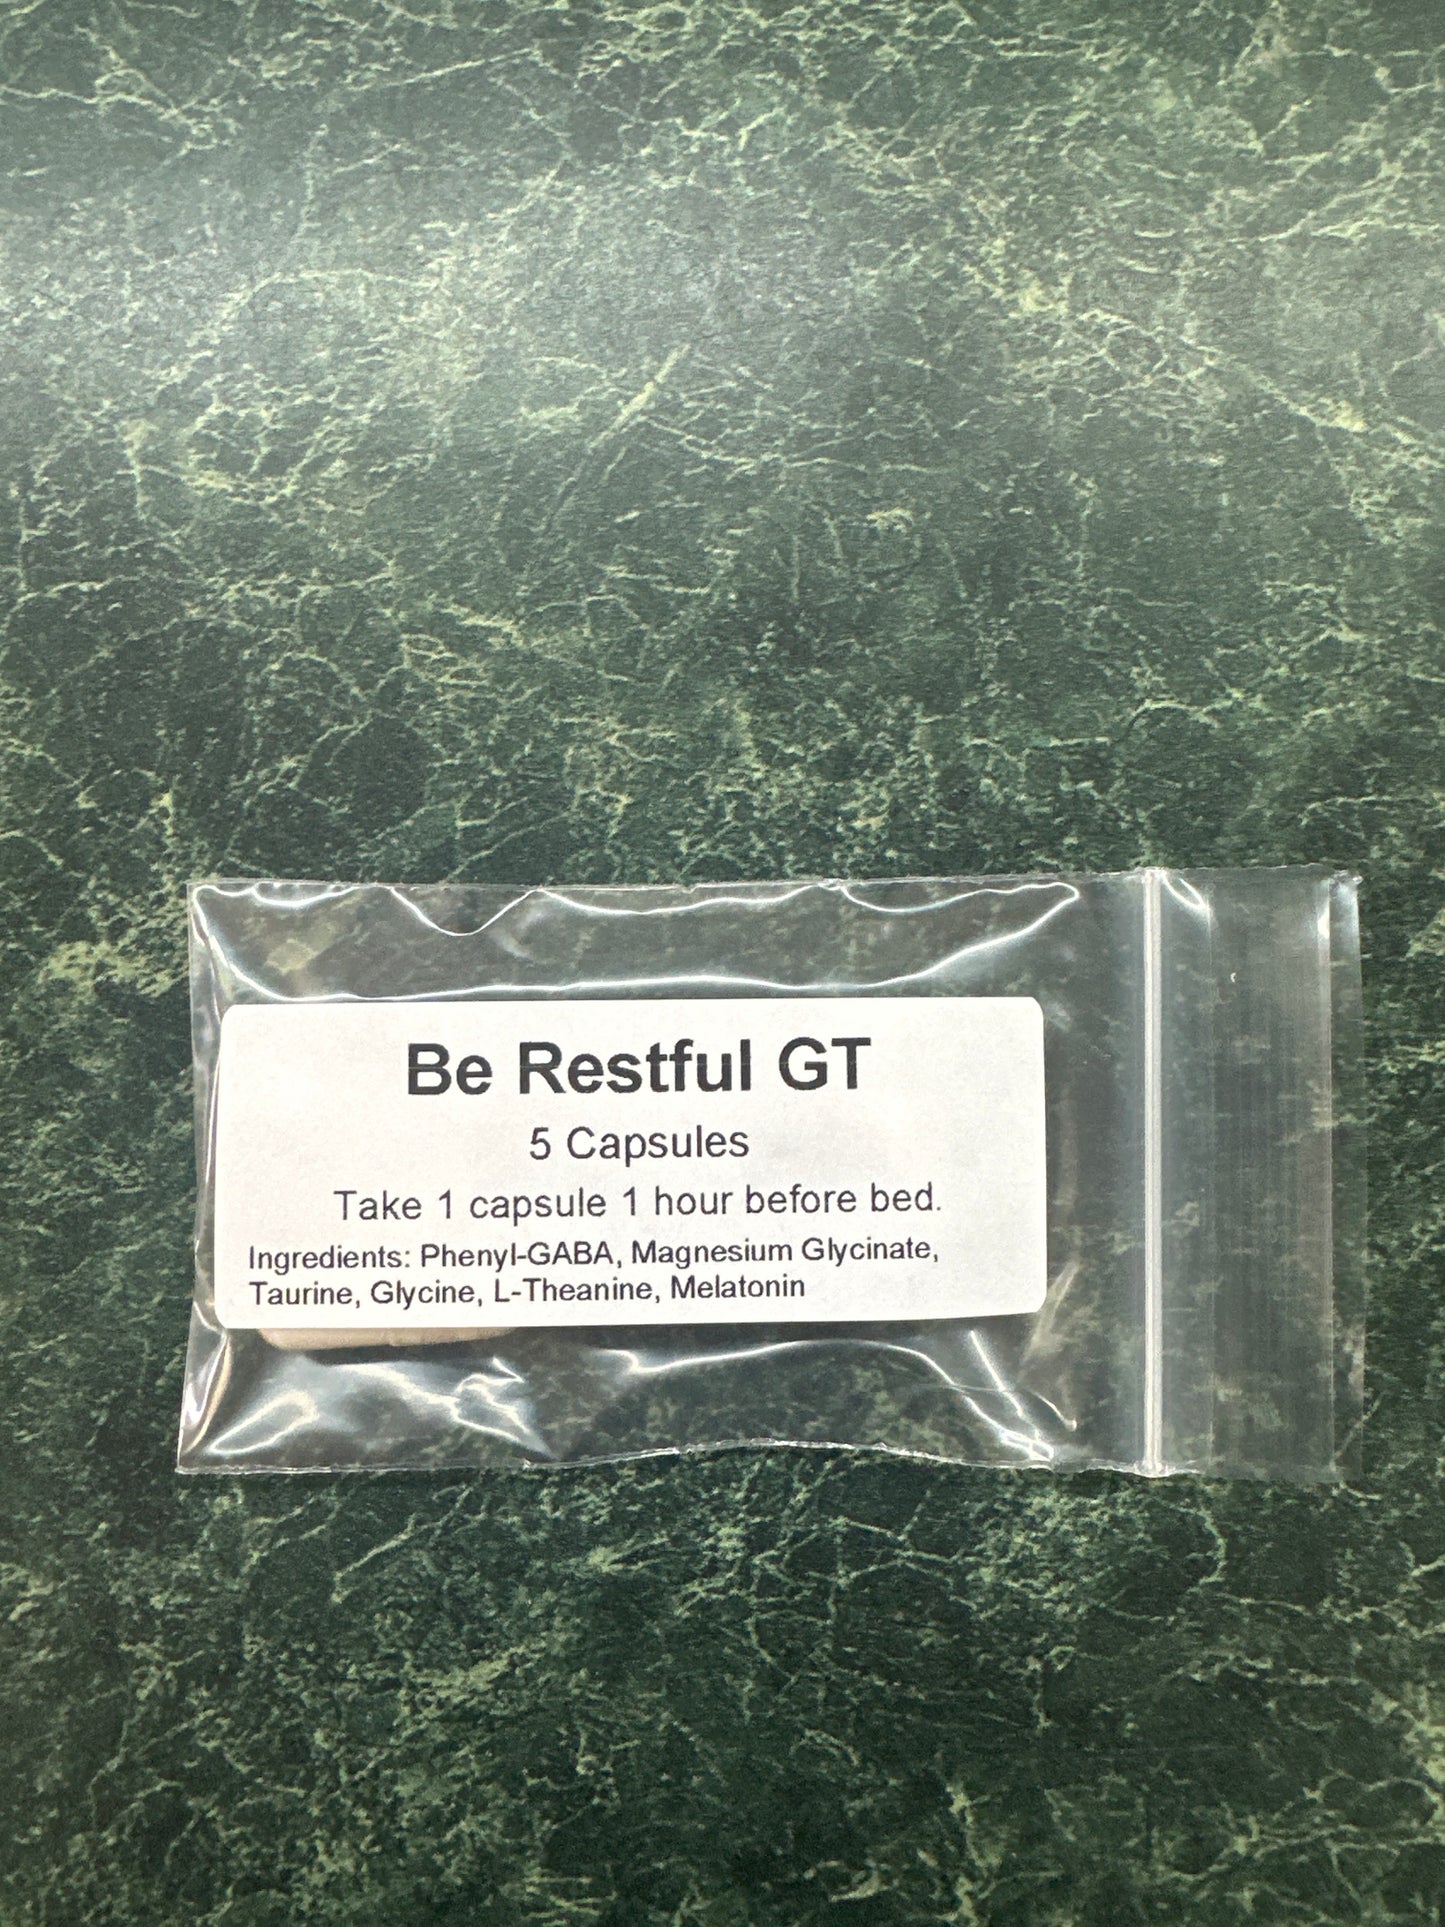 Be Restful GT
5 Capsules
Take 1 capsule 1 hour before bed.
Ingredients: Phenyl-GABA, Magnesium Glycinate,
Taurine, Glycine, L-Theanine, Melatonin